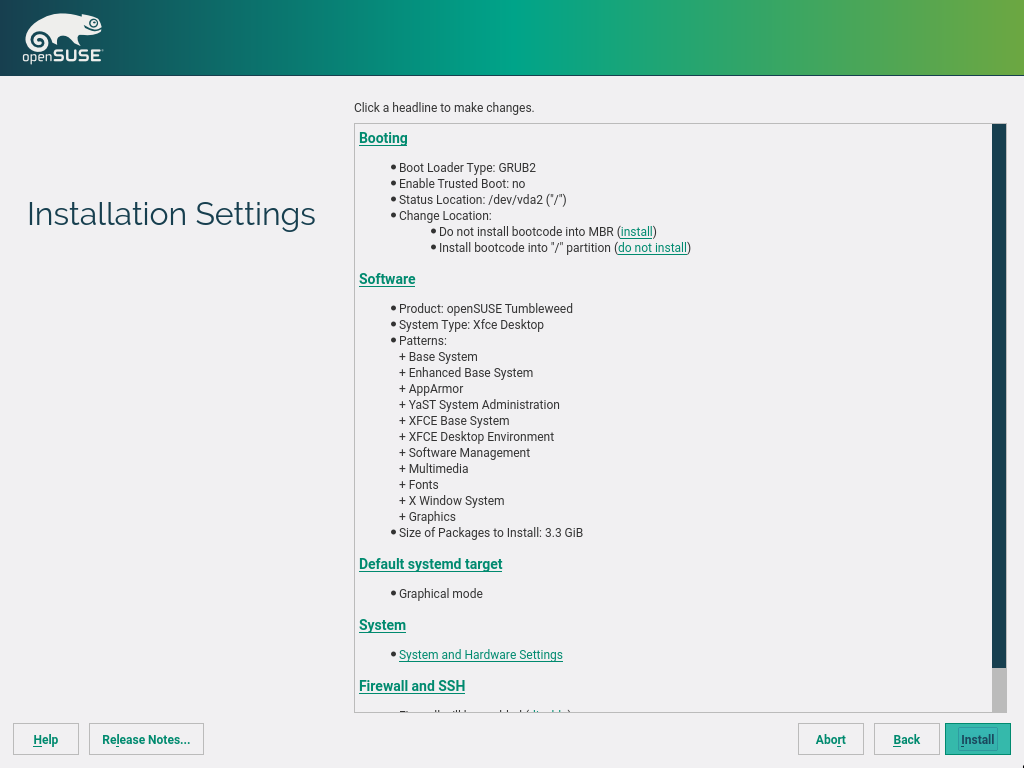 openSUSE
Click a headline to make changes.
Installation Settings
Booting
Boot Loader Type: GRUB2
Enable Trusted Boot: no
Status Location: /dev/vda2 ("/")
Change Location:
Do not install bootcode into MBR (install)
Install bootcode into "/" partition (do not install)
Software
Product: openSUSE Tumbleweed
System Type: Xfce Desktop
Patterns:
+ Base System
+ Enhanced Base System
+ AppArmor
+ YaST System Administration
+ XFCE Base System
+ XFCE Desktop Environment
+ Software Management
+ Multimedia
+ Fonts
+ X Window System
+ Graphics
Size of Packages to Install: 3.3 GiB
Default systemd target
Graphical mode
System
System and Hardware Settings
Firewall and SSH
Help Release Notes... Abort Back Install